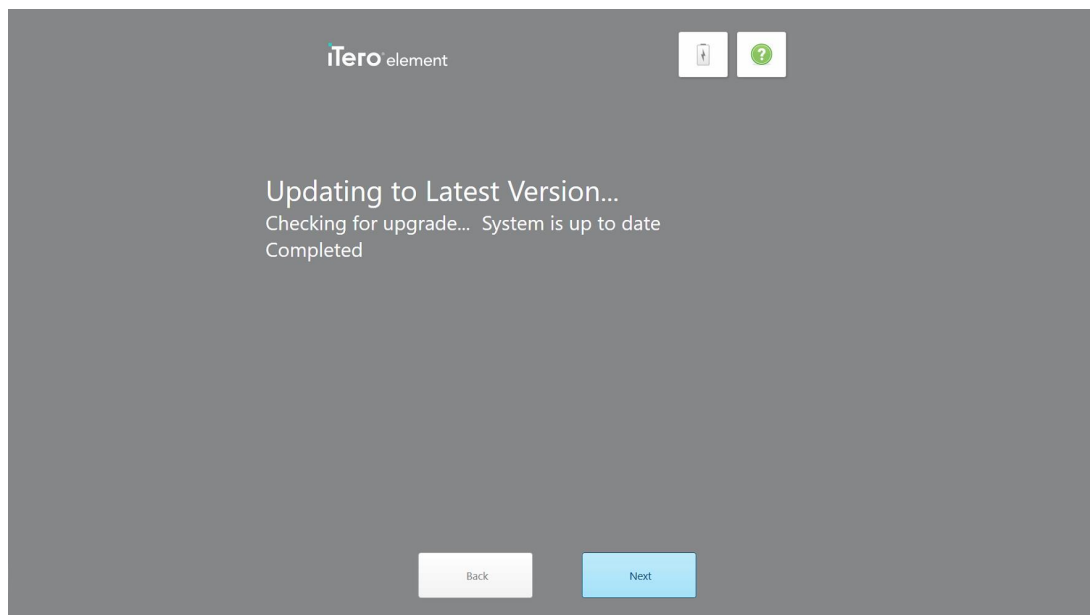 iTero element
?
Updating to Latest Version...
Checking for upgrade... System is up to date
Completed
Back
Next